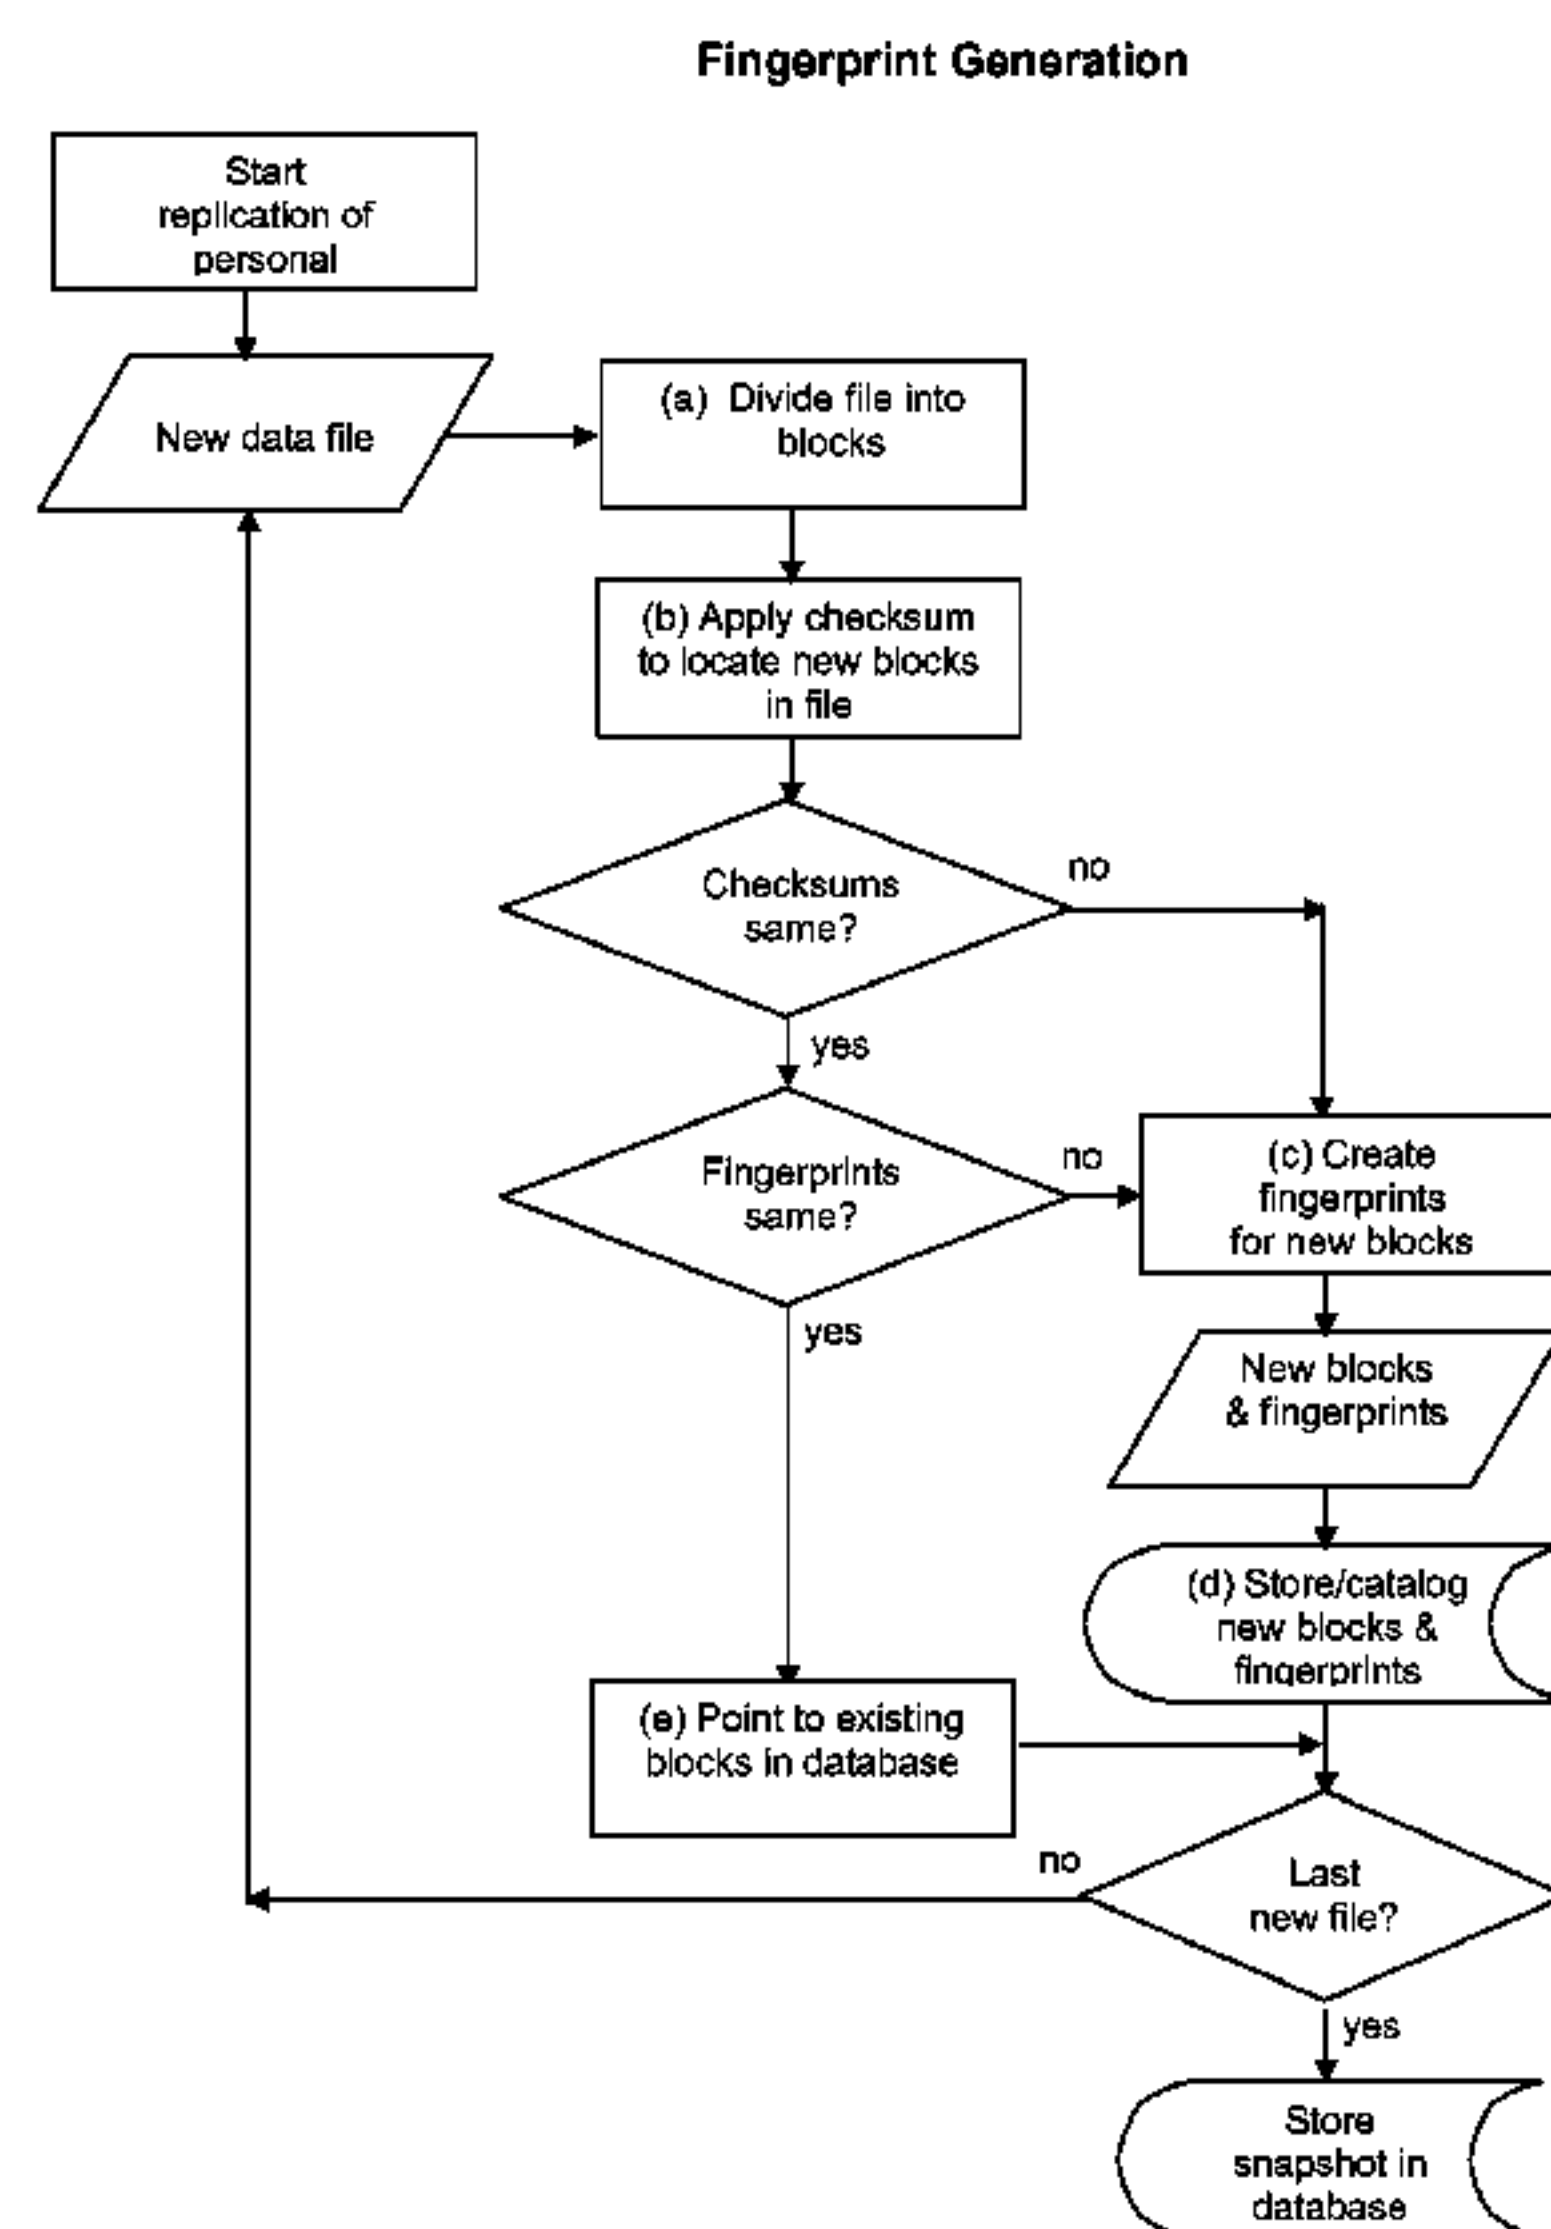 Fingerprint Generation
Start
replication of
personal
New data file
(a) Divide file into
blocks
(b) Apply checksum
to locate new blocks
in file
Checksums
same?
no
yes
Fingerprints
same?
no
yes
(c) Create
fingerprints
for new blocks
New blocks
& fingerprints
(d) Store/catalog
new blocks &
fingerprints
(e) Point to existing
blocks in database
no
Last
new file?
yes
Store
snapshot in
database